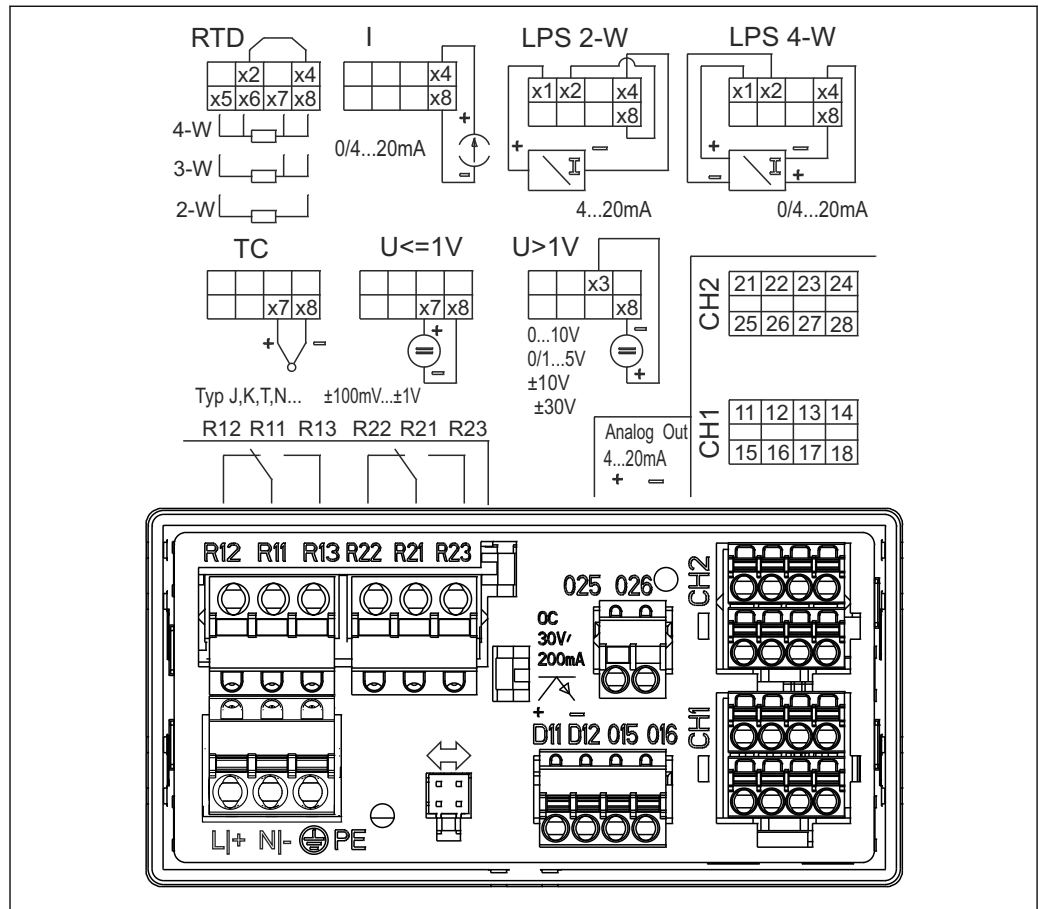 RTD I LPS 2-W LPS 4-W
x2 x4
x5 x6 x7 x8
4-W
3-W
2-W
x4
x8
0/4...20mA
+
−
x1 x2 x4
x8
+ −
I
4...20mA
x1 x2 x4
x8
+ −
− +
I
0/4...20mA
TC U<=1V U>1V
x7 x8
+ −
Typ J,K,T,N...
x7 x8
+
−
±100mV...±1V
x3
x8
0...10V
0/1...5V
±10V
±30V
−
+
CH2
21 22 23 24
25 26 27 28
CH1
11 12 13 14
15 16 17 18
R12 R11 R13 R22 R21 R23
Analog Out
4...20mA
+ −
R12 R11 R13 R22 R21 R23
O25 O26
OC
30V/
200mA
+ −
D11 D12 O15 O16
CH2
CH1
L|+ N|- PE